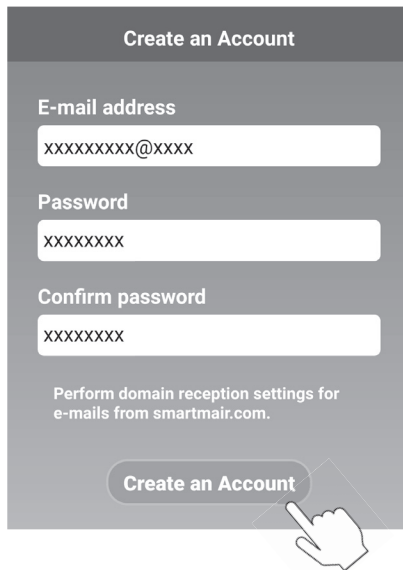 Create an Account
E-mail address
xxxxxxxxx@xxxx
Password
xxxxxxxx
Confirm password
xxxxxxxx
Perform domain reception settings for
e-mails from smartmair.com.
Create an Account